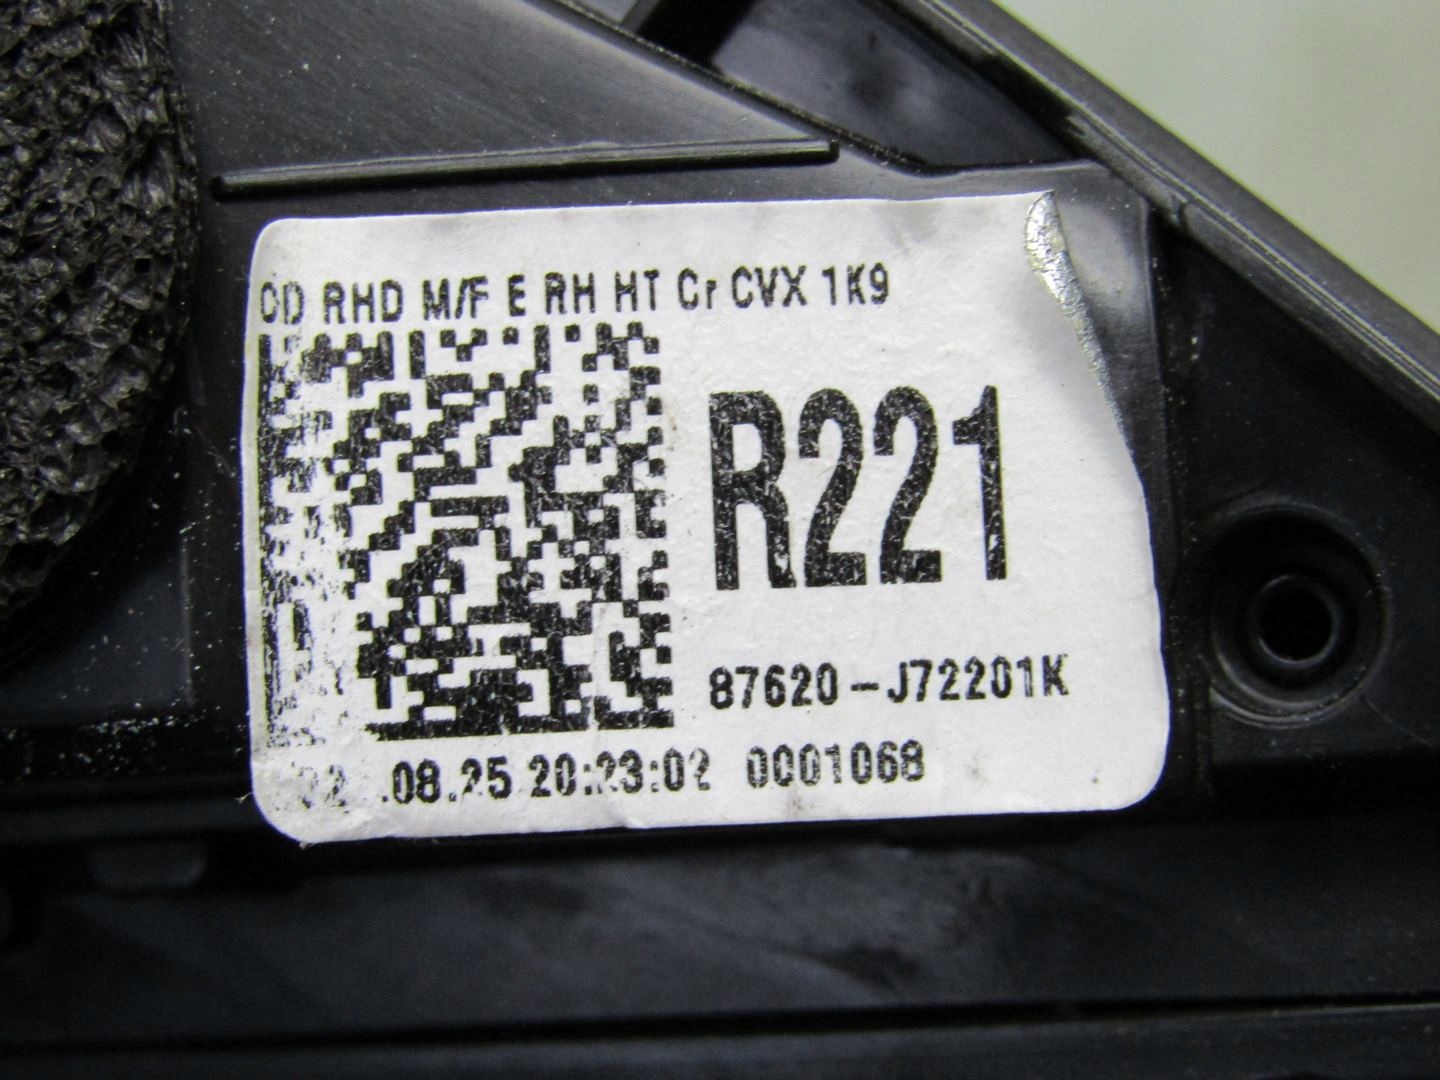 CD RHD M/F E RH HT Cr CVX 1K9
R221
87620-J72201K
.08.25 20:23:02 0001068